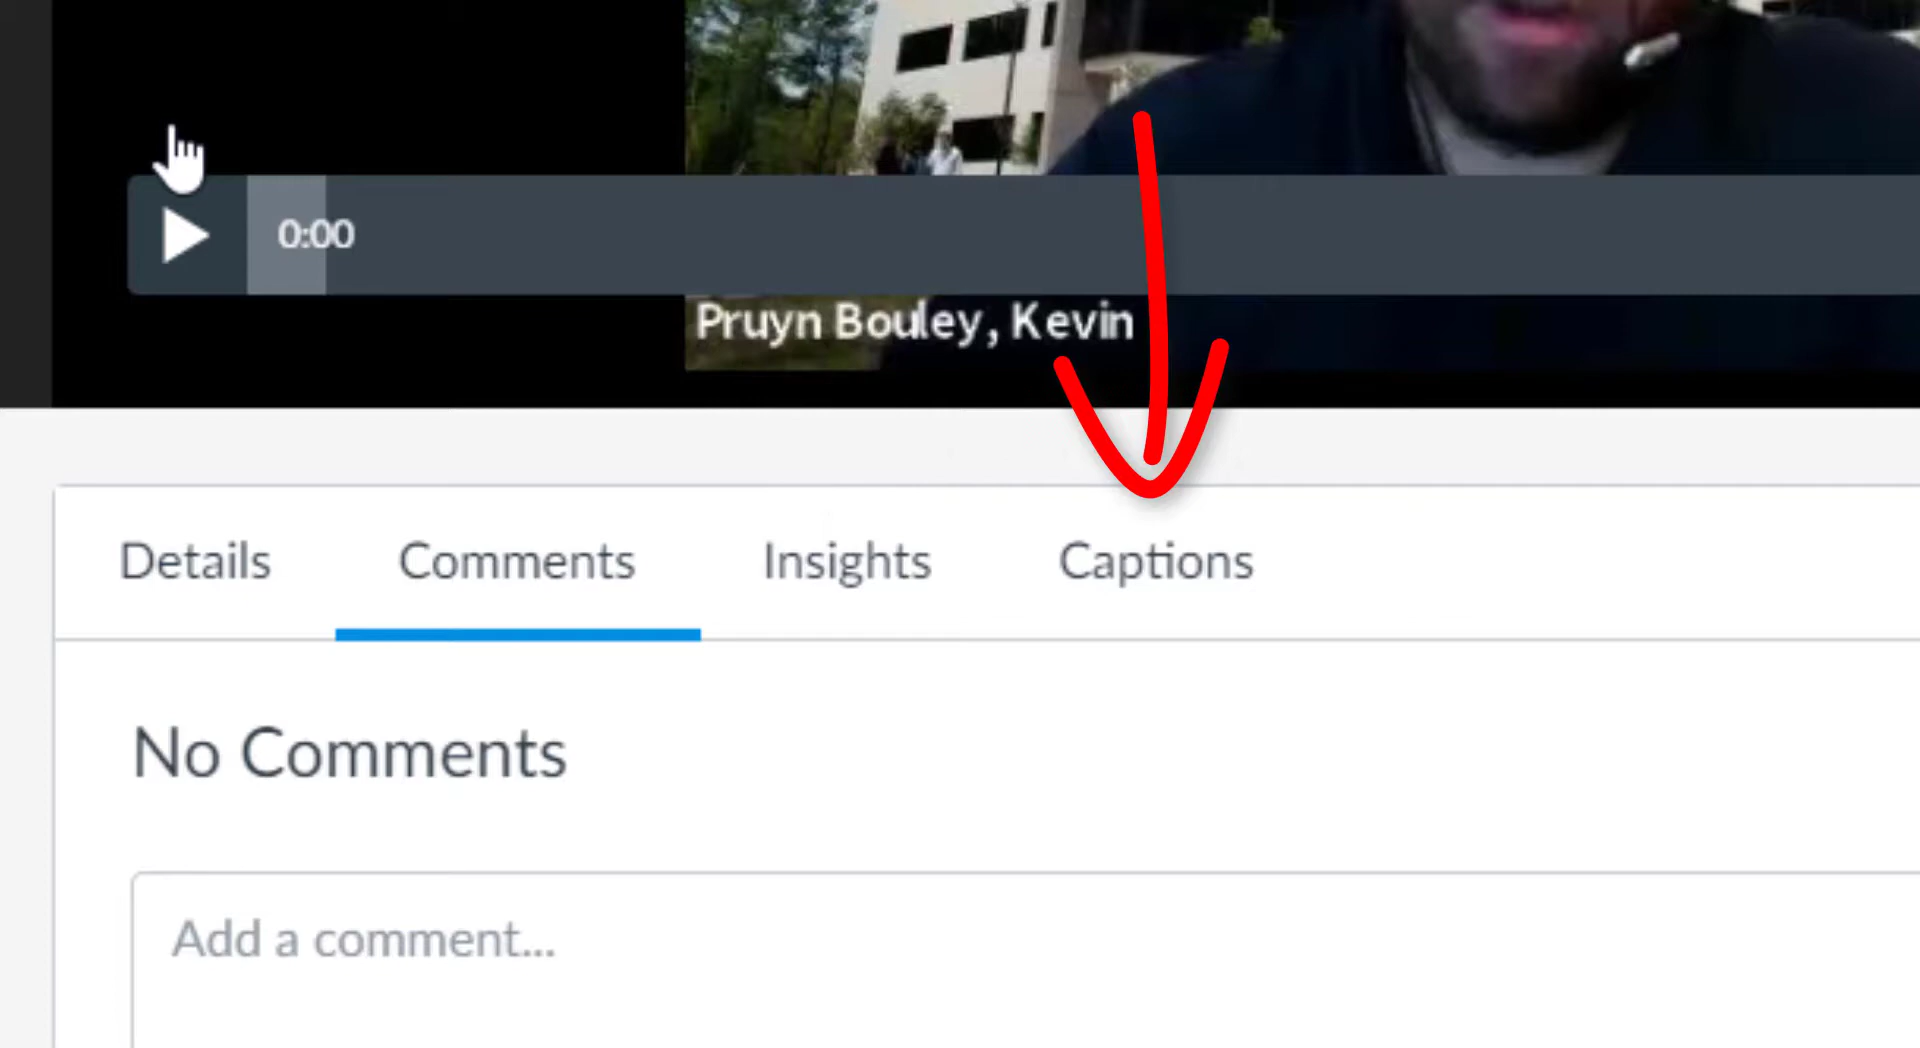 0:00
Pruyn Bouley, Kevin
Details Comments Insights Captions
No Comments
Add a comment...